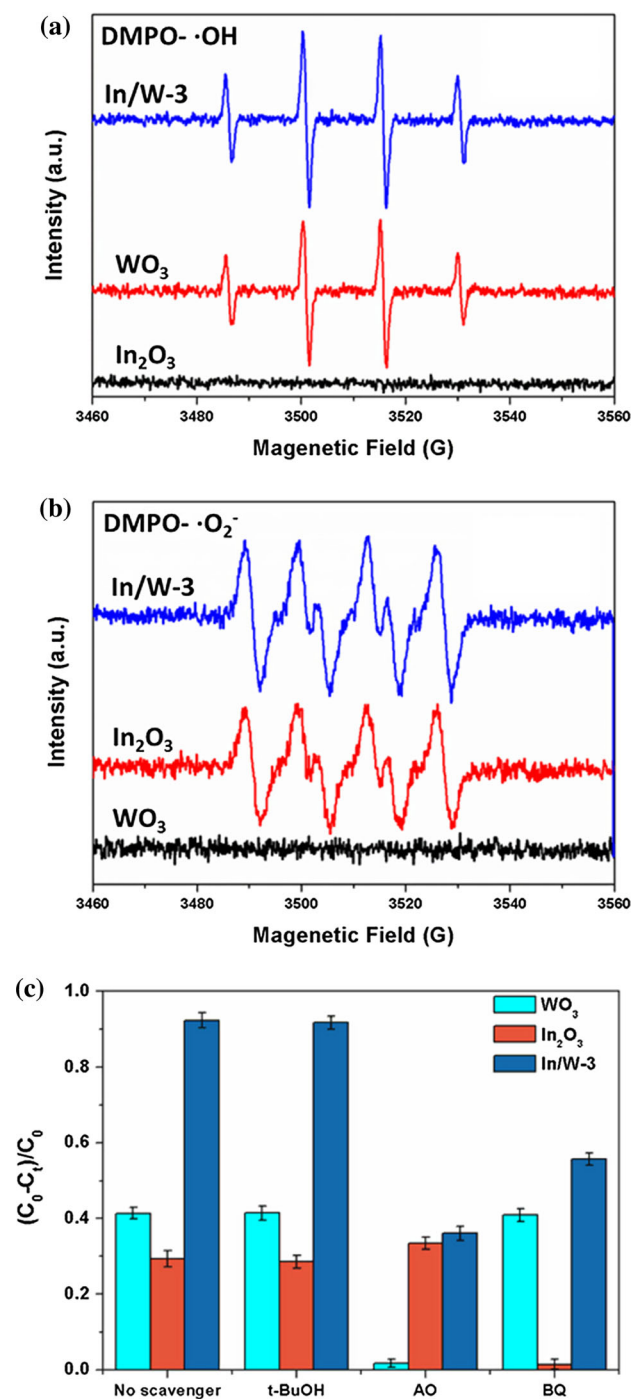 (a)
DMPO- ·OH
In/W-3
WO₃
In₂O₃
Intensity (a.u.)
3460 3480 3500 3520 3540 3560
Magenetic Field (G)
(b)
DMPO- ·O₂⁻
In/W-3
In₂O₃
WO₃
Intensity (a.u.)
3460 3480 3500 3520 3540 3560
Magenetic Field (G)
(c)
1.0
0.8
0.6
0.4
0.2
0.0
(C₀-Cₜ)/C₀
WO₃
In₂O₃
In/W-3
No scavenger t-BuOH AO BQ